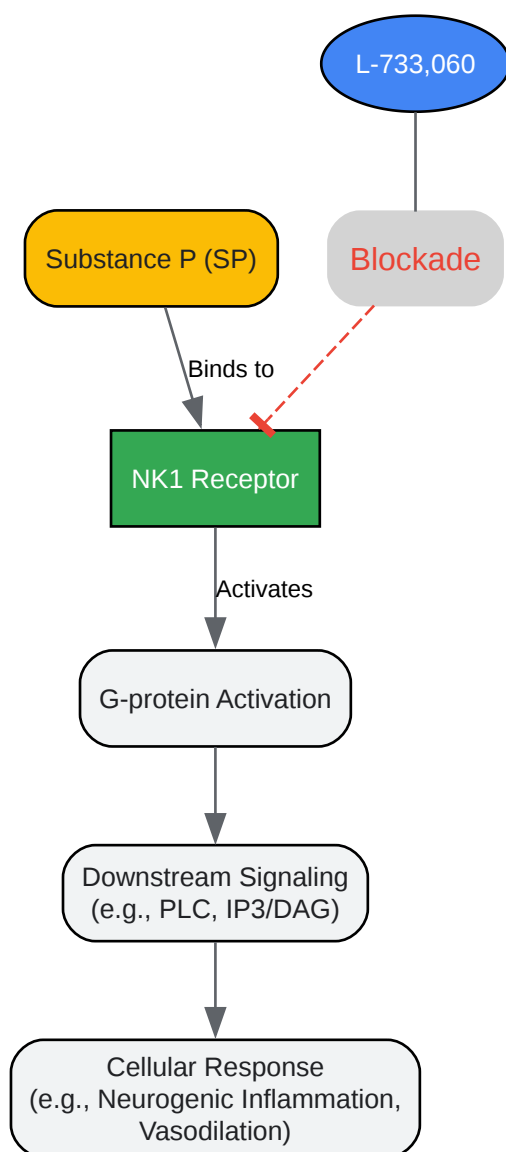 L-733,060
Substance P (SP)
Blockade
Binds to
NK1 Receptor
Activates
G-protein Activation
Downstream Signaling
(e.g., PLC, IP3/DAG)
Cellular Response
(e.g., Neurogenic Inflammation,
Vasodilation)